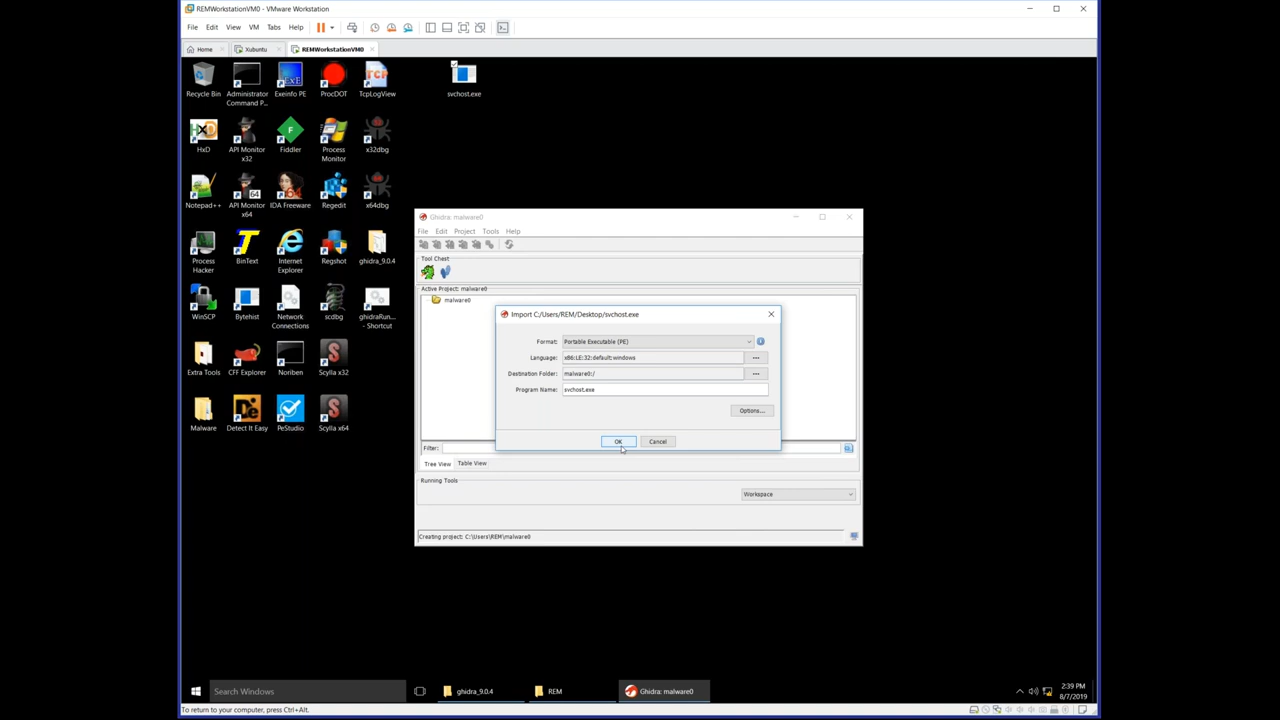 REMWorkstationVM0 - VMware Workstation
File Edit View VM Tabs Help
Home Xubuntu REMWorkstationVM0
Recycle Bin
Administrator
Command P...
Exeinfo PE
ProcDOT
TcpLogView
svchost.exe
HxD
API Monitor
x32
Fiddler
Process
Monitor
x32dbg
Notepad++
API Monitor
x64
IDA Freeware
Regedit
x64dbg
Process
Hacker
BinText
Internet
Explorer
Regshot
ghidra_9.0.4
WinSCP
Bytehist
Network
Connections
scdbg
ghidraRun...
- Shortcut
Extra Tools
CFF Explorer
Noriben
Scylla x32
Malware
Detect It Easy
PeStudio
Scylla x64
Ghidra: malware0
File Edit Project Tools Help
Tool Chest
Active Project: malware0
malware0
Import C:/Users/REM/Desktop/svchost.exe
Format: Portable Executable (PE)
Language: x86:LE:32:default:windows
Destination Folder: malware0:/
Program Name: svchost.exe
Options...
OK Cancel
Filter:
Tree View Table View
Running Tools
Workspace
Creating project: C:\Users\REM\malware0
Search Windows
ghidra_9.0.4
REM
Ghidra: malware0
2:39 PM
8/7/2019
To return to your computer, press Ctrl+Alt.